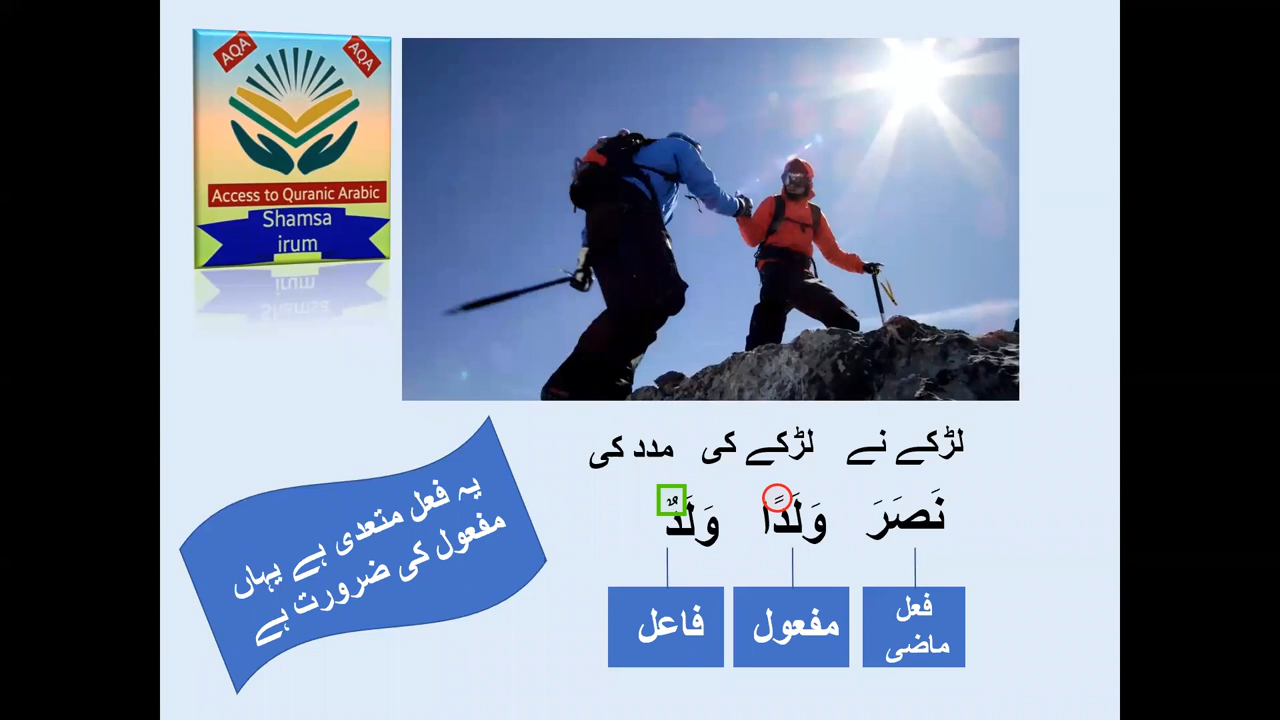 AQA
AQA
Access to Quranic Arabic
Shamsa
irum
لڑکے نے لڑکے کی مدد کی
نَصَرَ وَلَدًا وَلَدٌ
فعل
ماضی
مفعول
فاعل
یہ فعل متعدی ہے یہاں
مفعول کی ضرورت ہے